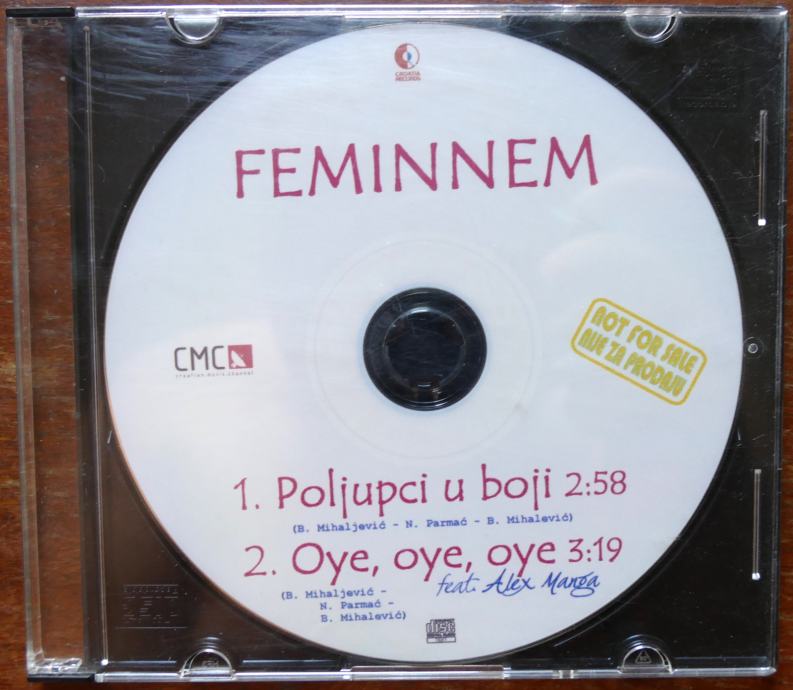 CROATIA
RECORDS
FEMINNEM
CMC
croatian.music.channel
NOT FOR SALE
NIJE ZA PRODAJU
1. Poljupci u boji 2:58
(B. Mihaljević - N. Parmać - B. Mihalević)
2. Oye, oye, oye 3:19
feat. Alex Manga
(B. Mihaljević -
N. Parmać -
B. Mihalević)
disc